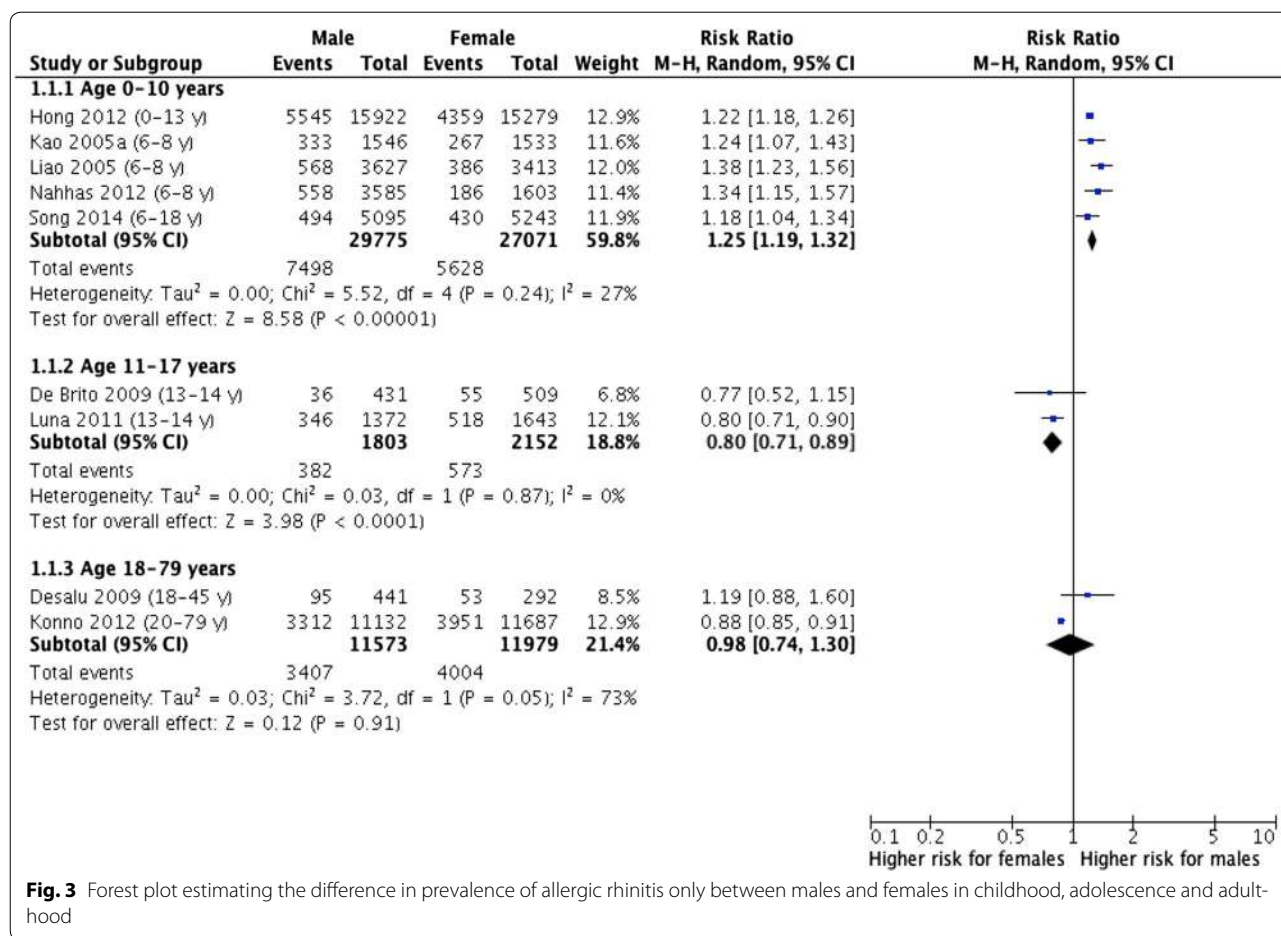 Male Female Risk Ratio Risk Ratio
Study or Subgroup Events Total Events Total Weight M-H, Random, 95% CI M-H, Random, 95% CI
1.1.1 Age 0-10 years
Hong 2012 (0-13 y) 5545 15922 4359 15279 12.9% 1.22 [1.18, 1.26]
Kao 2005a (6-8 y) 333 1546 267 1533 11.6% 1.24 [1.07, 1.43]
Liao 2005 (6-8 y) 568 3627 386 3413 12.0% 1.38 [1.23, 1.56]
Nahhas 2012 (6-8 y) 558 3585 186 1603 11.4% 1.34 [1.15, 1.57]
Song 2014 (6-18 y) 494 5095 430 5243 11.9% 1.18 [1.04, 1.34]
Subtotal (95% CI) 29775 27071 59.8% 1.25 [1.19, 1.32]
Total events 7498 5628
Heterogeneity: Tau² = 0.00; Chi² = 5.52, df = 4 (P = 0.24); I² = 27%
Test for overall effect: Z = 8.58 (P < 0.00001)
1.1.2 Age 11-17 years
De Brito 2009 (13-14 y) 36 431 55 509 6.8% 0.77 [0.52, 1.15]
Luna 2011 (13-14 y) 346 1372 518 1643 12.1% 0.80 [0.71, 0.90]
Subtotal (95% CI) 1803 2152 18.8% 0.80 [0.71, 0.89]
Total events 382 573
Heterogeneity: Tau² = 0.00; Chi² = 0.03, df = 1 (P = 0.87); I² = 0%
Test for overall effect: Z = 3.98 (P < 0.0001)
1.1.3 Age 18-79 years
Desalu 2009 (18-45 y) 95 441 53 292 8.5% 1.19 [0.88, 1.60]
Konno 2012 (20-79 y) 3312 11132 3951 11687 12.9% 0.88 [0.85, 0.91]
Subtotal (95% CI) 11573 11979 21.4% 0.98 [0.74, 1.30]
Total events 3407 4004
Heterogeneity: Tau² = 0.03; Chi² = 3.72, df = 1 (P = 0.05); I² = 73%
Test for overall effect: Z = 0.12 (P = 0.91)
0.1 0.2 0.5 1 2 5 10
Higher risk for females Higher risk for males
Fig. 3 Forest plot estimating the difference in prevalence of allergic rhinitis only between males and females in childhood, adolescence and adult-
hood